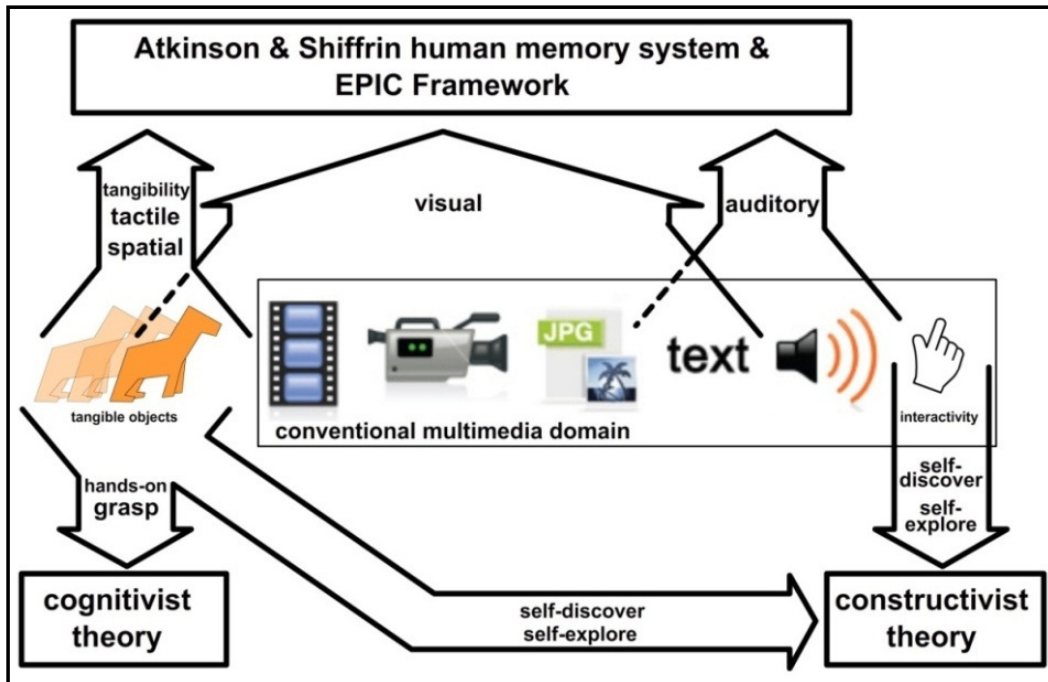 Atkinson & Shiffrin human memory system &
EPIC Framework
tangibility
tactile
spatial
visual
auditory
JPG
text
tangible objects
conventional multimedia domain
interactivity
hands-on
grasp
self-
discover
self-
explore
cognitivist
theory
self-discover
self-explore
constructivist
theory